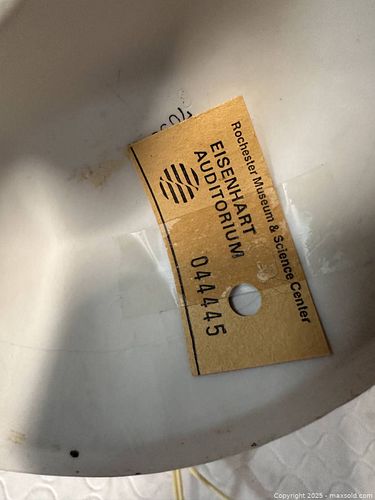 Rochester Museum & Science Center
EISENHART
AUDITORIUM
044445
Copyright 2025 - maxsold.com